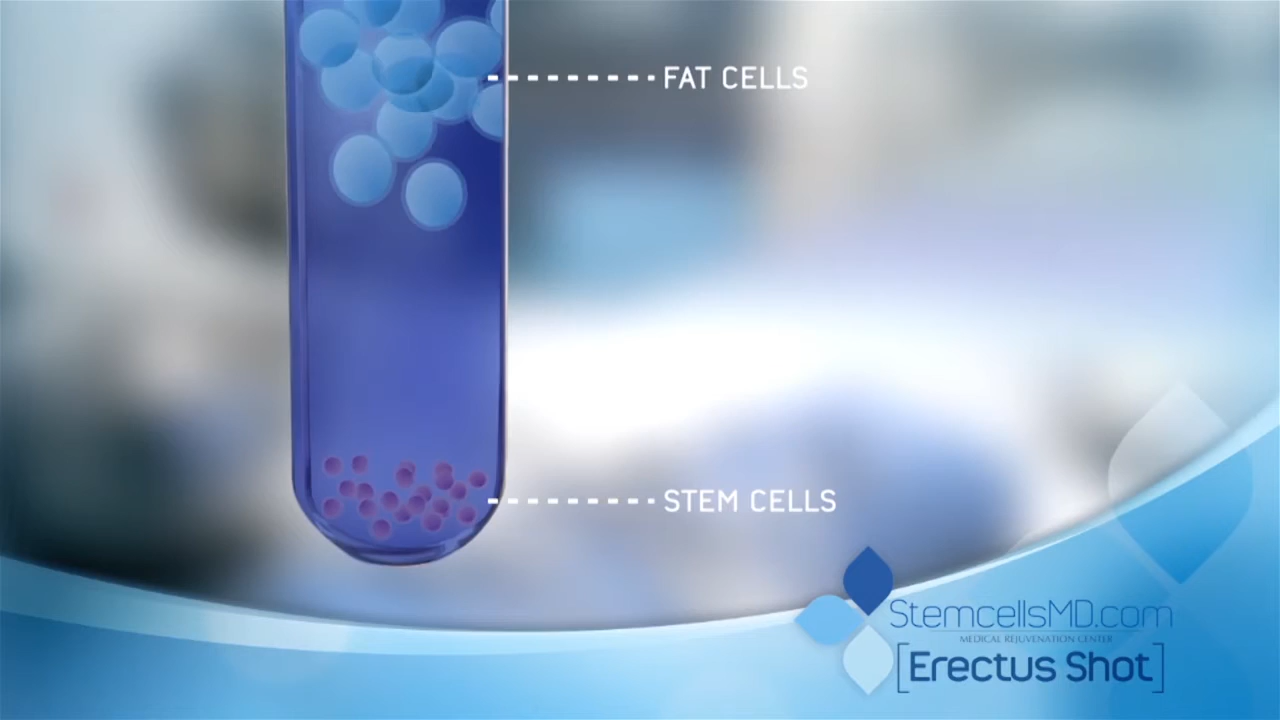 FAT CELLS
STEM CELLS
StemcellsMD.com
MEDICAL REJUVENATION CENTER
[Erectus Shot]